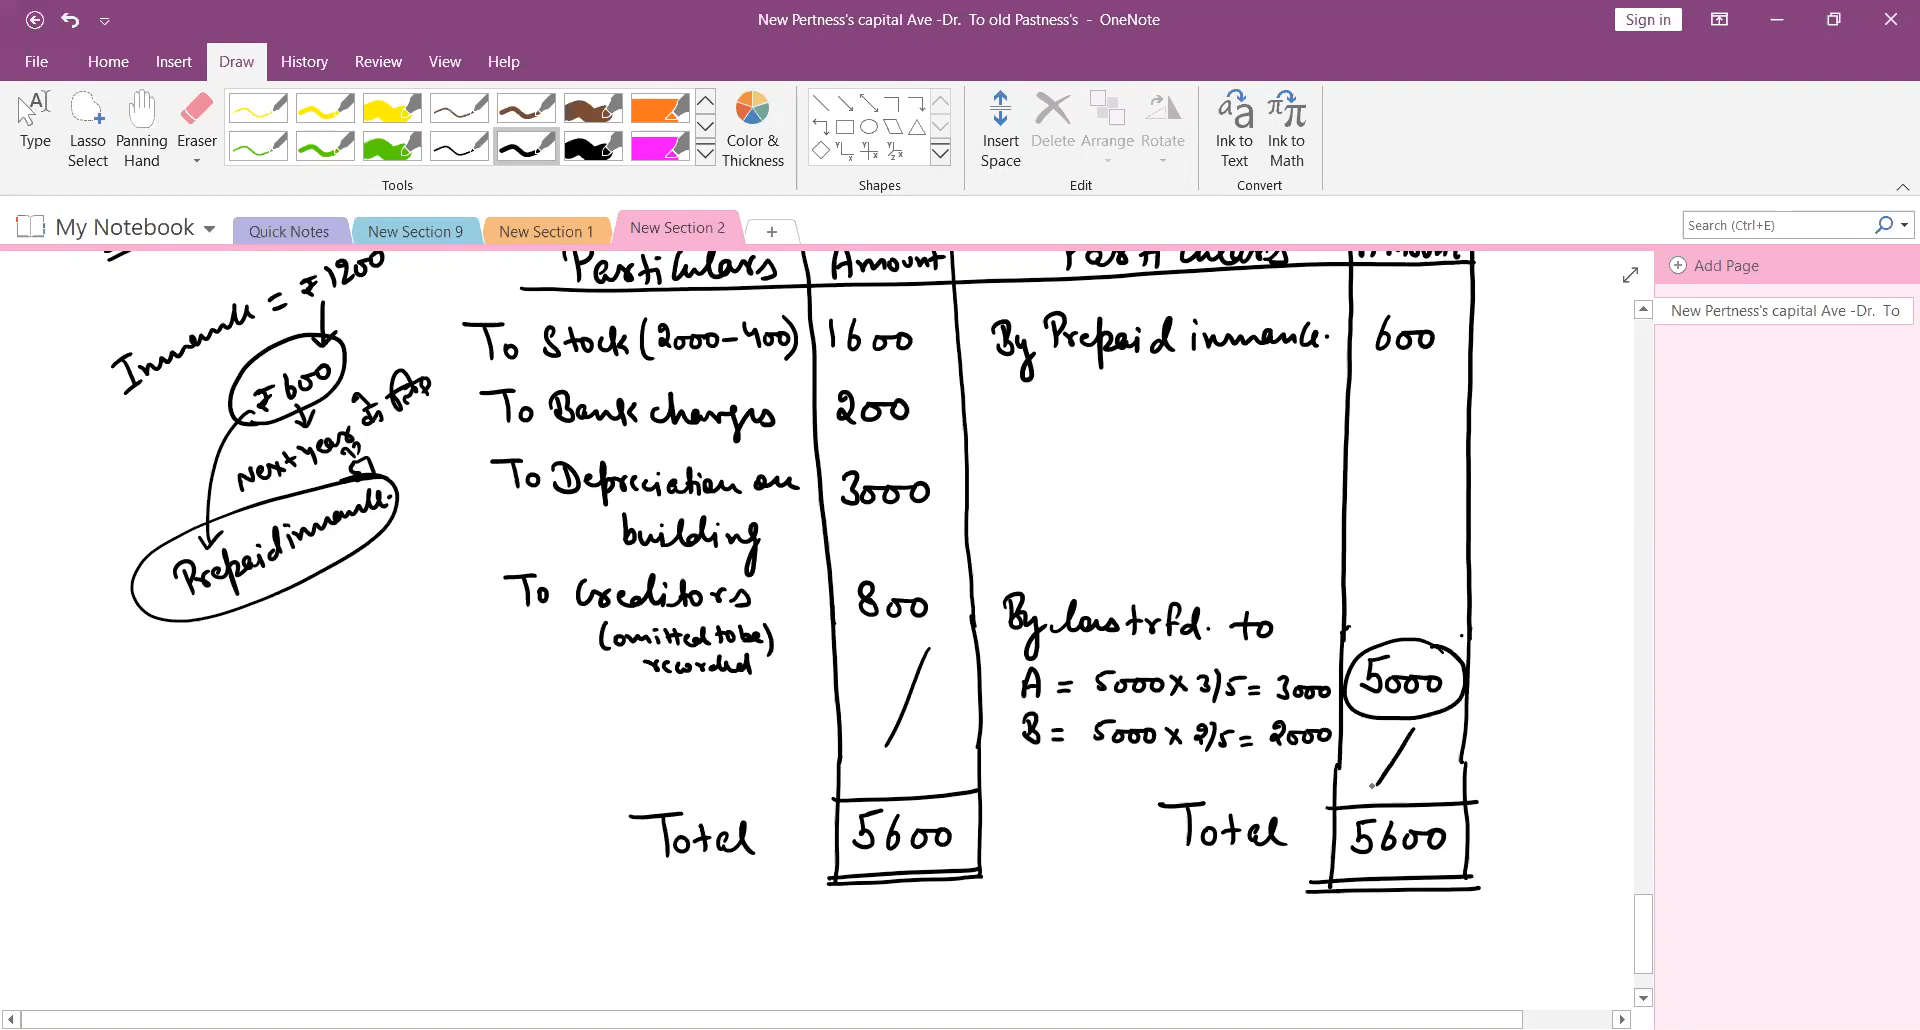 New Pertness's capital Ave -Dr. To old Pastness's - OneNote
Sign in
File Home Insert Draw History Review View Help
Type
Lasso Select
Panning Hand
Eraser
Color & Thickness
Insert Space
Delete
Arrange
Rotate
Ink to Text
Ink to Math
Tools
Shapes
Edit
Convert
My Notebook
Quick Notes
New Section 9
New Section 1
New Section 2
Search (Ctrl+E)
Add Page
New Pertness's capital Ave -Dr. To
= ₹1200
₹600
Next year
Prepaid
Particulars Amount Particulars Amount
To Stock (2000-400) 1600 By Prepaid 600
To Bank charges 200
To Depreciation on 3000
building
To Creditors 800
(omitted to be)
recorded
By loss trfd. to
A = 5000 x 3/5 = 3000 5000
B = 5000 x 2/5 = 2000
Total 5600 Total 5600